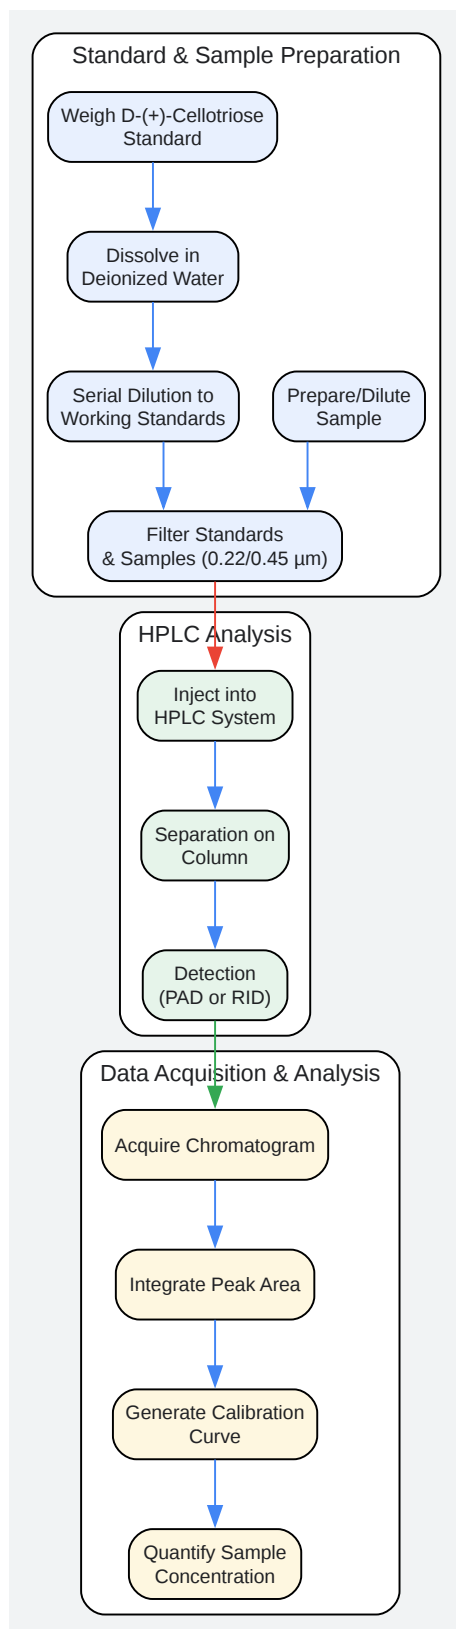 Standard & Sample Preparation
Weigh D-(+)-Cellotriose
Standard
Dissolve in
Deionized Water
Serial Dilution to
Working Standards
Prepare/Dilute
Sample
Filter Standards
& Samples (0.22/0.45 µm)
HPLC Analysis
Inject into
HPLC System
Separation on
Column
Detection
(PAD or RID)
Data Acquisition & Analysis
Acquire Chromatogram
Integrate Peak Area
Generate Calibration
Curve
Quantify Sample
Concentration